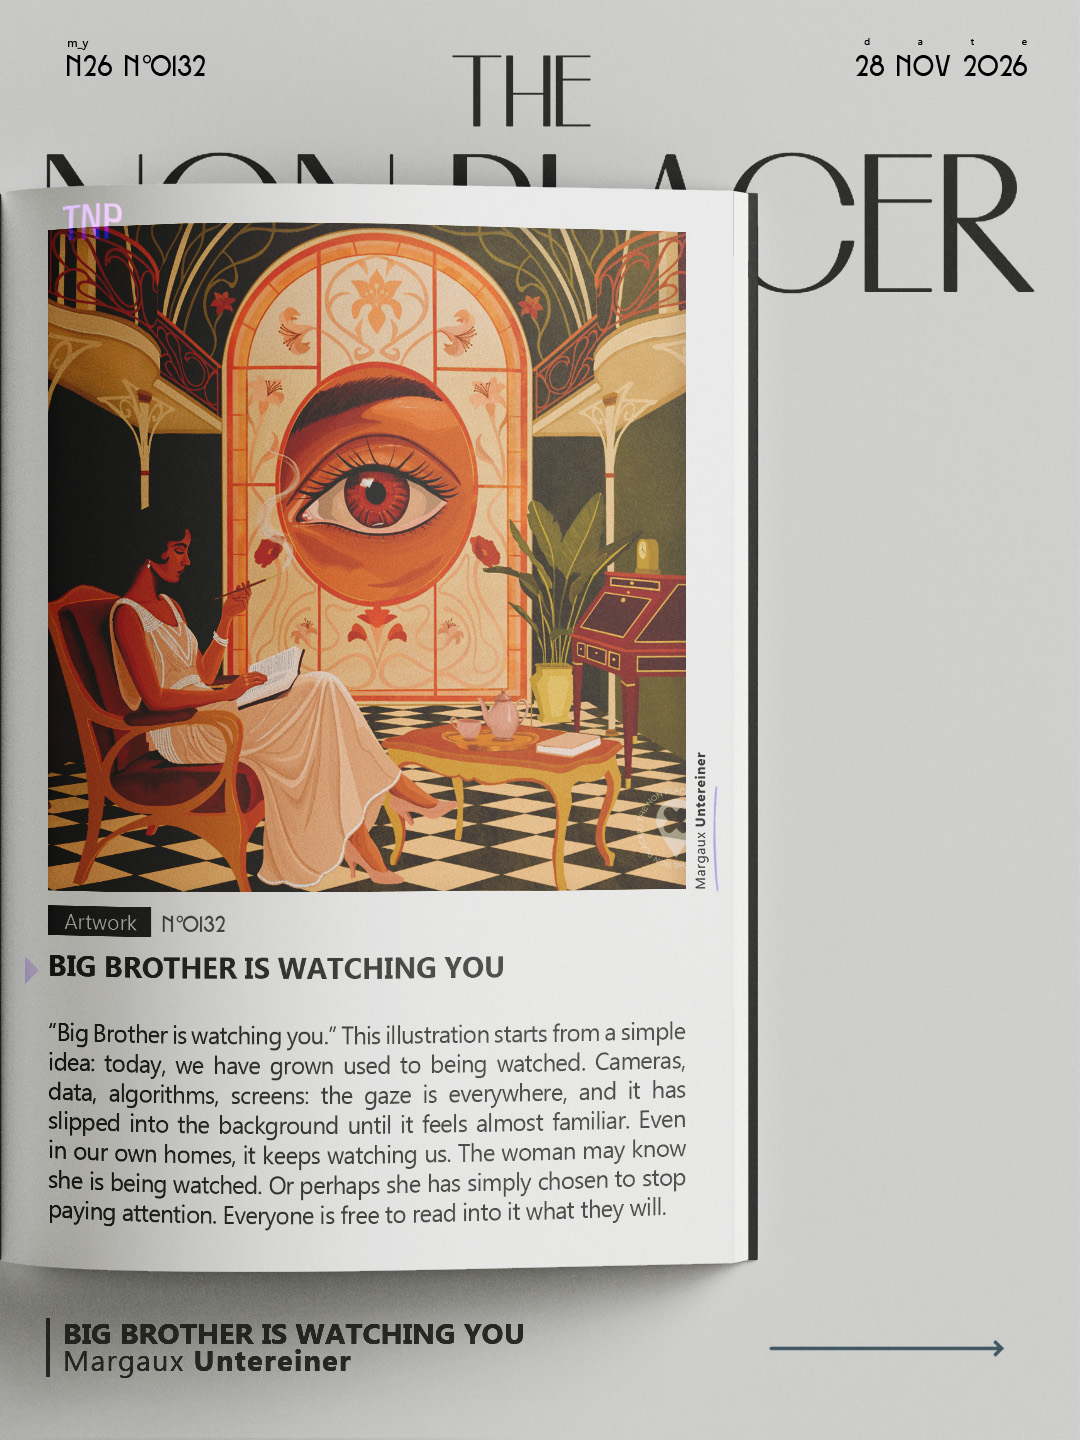 m_y
N26 N°0132
THE
date
28 NOV 2026
NON PLACER
TNP
Margaux Untereiner
Artwork N°0132
BIG BROTHER IS WATCHING YOU
“Big Brother is watching you.” This illustration starts from a simple
idea: today, we have grown used to being watched. Cameras,
data, algorithms, screens: the gaze is everywhere, and it has
slipped into the background until it feels almost familiar. Even
in our own homes, it keeps watching us. The woman may know
she is being watched. Or perhaps she has simply chosen to stop
paying attention. Everyone is free to read into it what they will.
BIG BROTHER IS WATCHING YOU
Margaux Untereiner